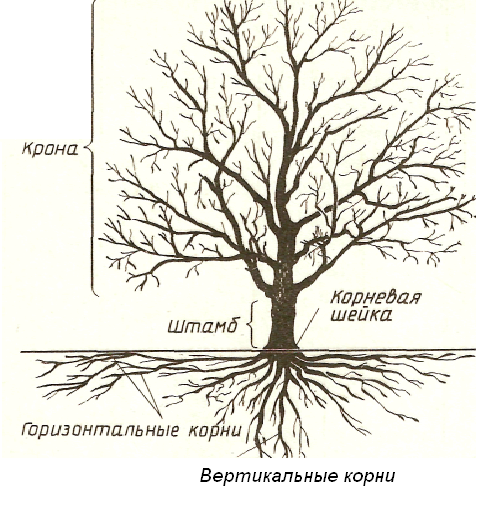 Крона
Корневая
шейка
Штамб
Горизонтальные корни
Вертикальные корни